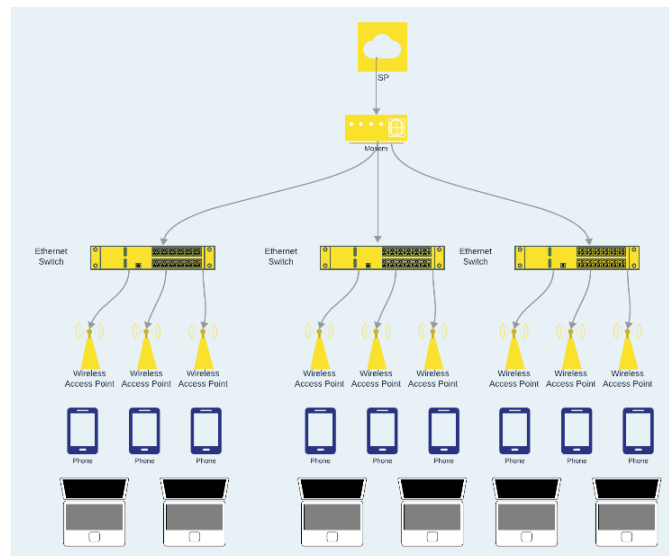 SP
Modem
Ethernet
Switch
Ethernet
Switch
Ethernet
Switch
Wireless
Access Point
Wireless
Access Point
Wireless
Access Point
Wireless
Access Point
Wireless
Access Point
Wireless
Access Point
Wireless
Access Point
Wireless
Access Point
Wireless
Access Point
Phone
Phone
Phone
Phone
Phone
Phone
Phone
Phone
Phone